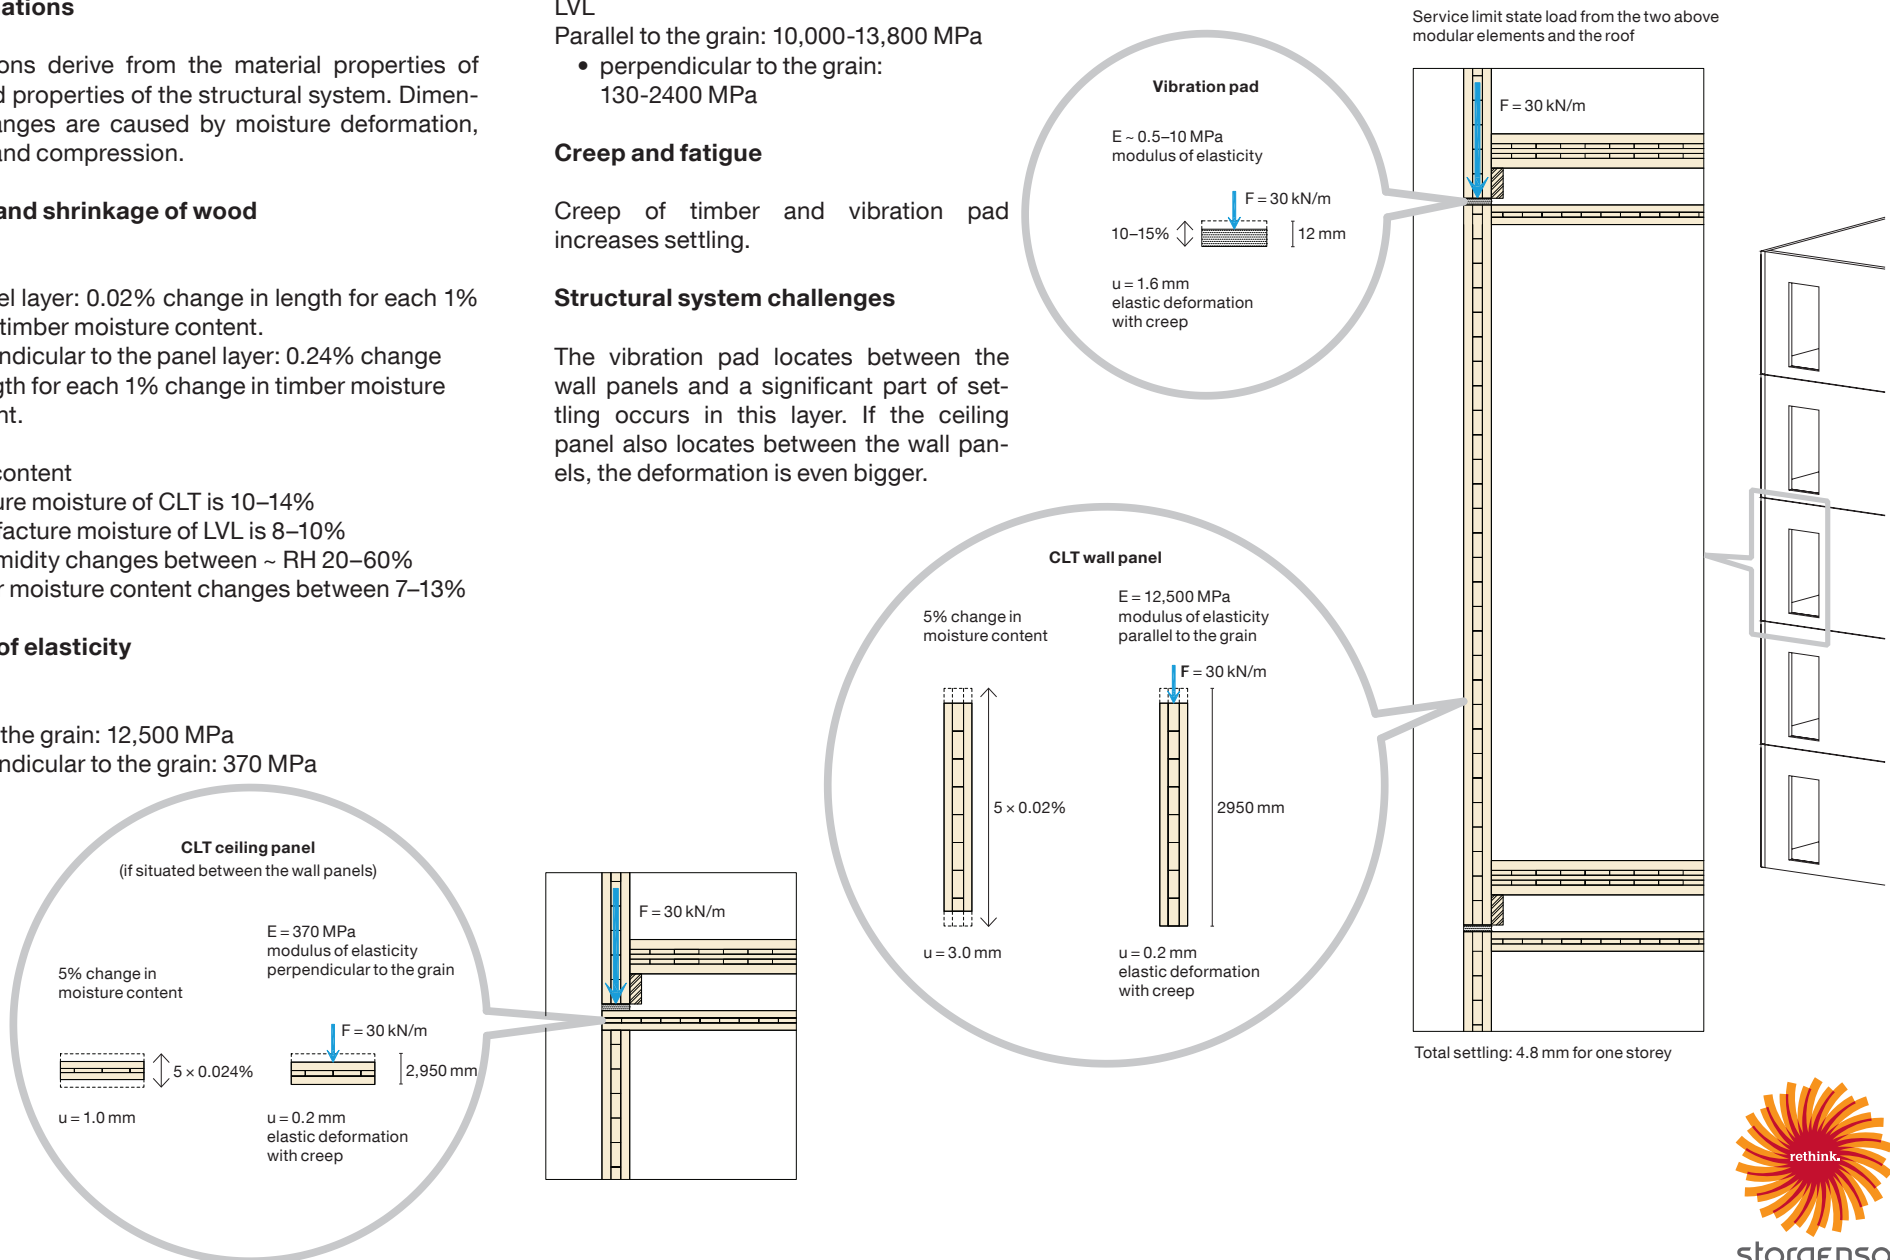 ations
ons derive from the material properties of
d properties of the structural system. Dimen-
anges are caused by moisture deformation,
and compression.
and shrinkage of wood
el layer: 0.02% change in length for each 1%
timber moisture content.
ndicular to the panel layer: 0.24% change
gth for each 1% change in timber moisture
nt.
content
ure moisture of CLT is 10–14%
facture moisture of LVL is 8–10%
midity changes between ~ RH 20–60%
r moisture content changes between 7–13%
of elasticity
the grain: 12,500 MPa
ndicular to the grain: 370 MPa
LVL
Parallel to the grain: 10,000-13,800 MPa
• perpendicular to the grain:
130-2400 MPa
Creep and fatigue
Creep of timber and vibration pad
increases settling.
Structural system challenges
The vibration pad locates between the
wall panels and a significant part of set-
tling occurs in this layer. If the ceiling
panel also locates between the wall pan-
els, the deformation is even bigger.
Vibration pad
E ~ 0.5–10 MPa
modulus of elasticity
F = 30 kN/m
10–15%
12 mm
u = 1.6 mm
elastic deformation
with creep
Service limit state load from the two above
modular elements and the roof
F = 30 kN/m
CLT wall panel
5% change in
moisture content
E = 12,500 MPa
modulus of elasticity
parallel to the grain
F = 30 kN/m
5 × 0.02%
2950 mm
u = 3.0 mm
u = 0.2 mm
elastic deformation
with creep
Total settling: 4.8 mm for one storey
CLT ceiling panel
(if situated between the wall panels)
5% change in
moisture content
E = 370 MPa
modulus of elasticity
perpendicular to the grain
F = 30 kN/m
5 × 0.024%
2,950 mm
u = 1.0 mm
u = 0.2 mm
elastic deformation
with creep
F = 30 kN/m
rethink.
storaenso